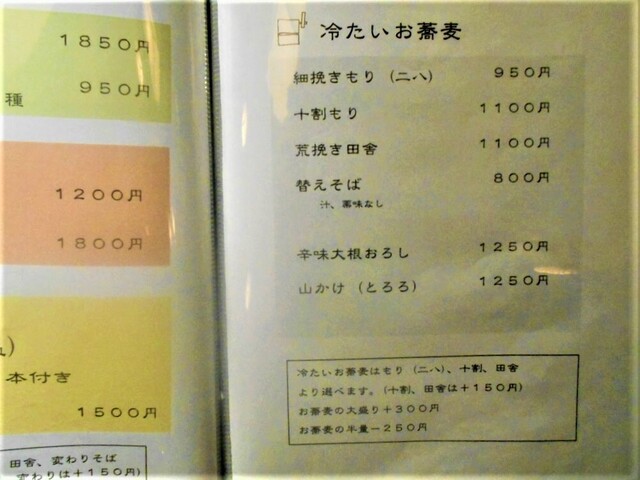 1850円
種 950円
1200円
1800円
本付き
1500円
田舎、変わりそば
変わりは＋150円）
冷たいお蕎麦
細挽きもり（二八） 950円
十割もり 1100円
荒挽き田舎 1100円
替えそば 800円
汁、薬味なし
辛味大根おろし 1250円
山かけ（とろろ） 1250円
冷たいお蕎麦はもり（二八）、十割、田舎
より選べます。（十割、田舎は＋150円）
お蕎麦の大盛り＋300円
お蕎麦の半量－250円